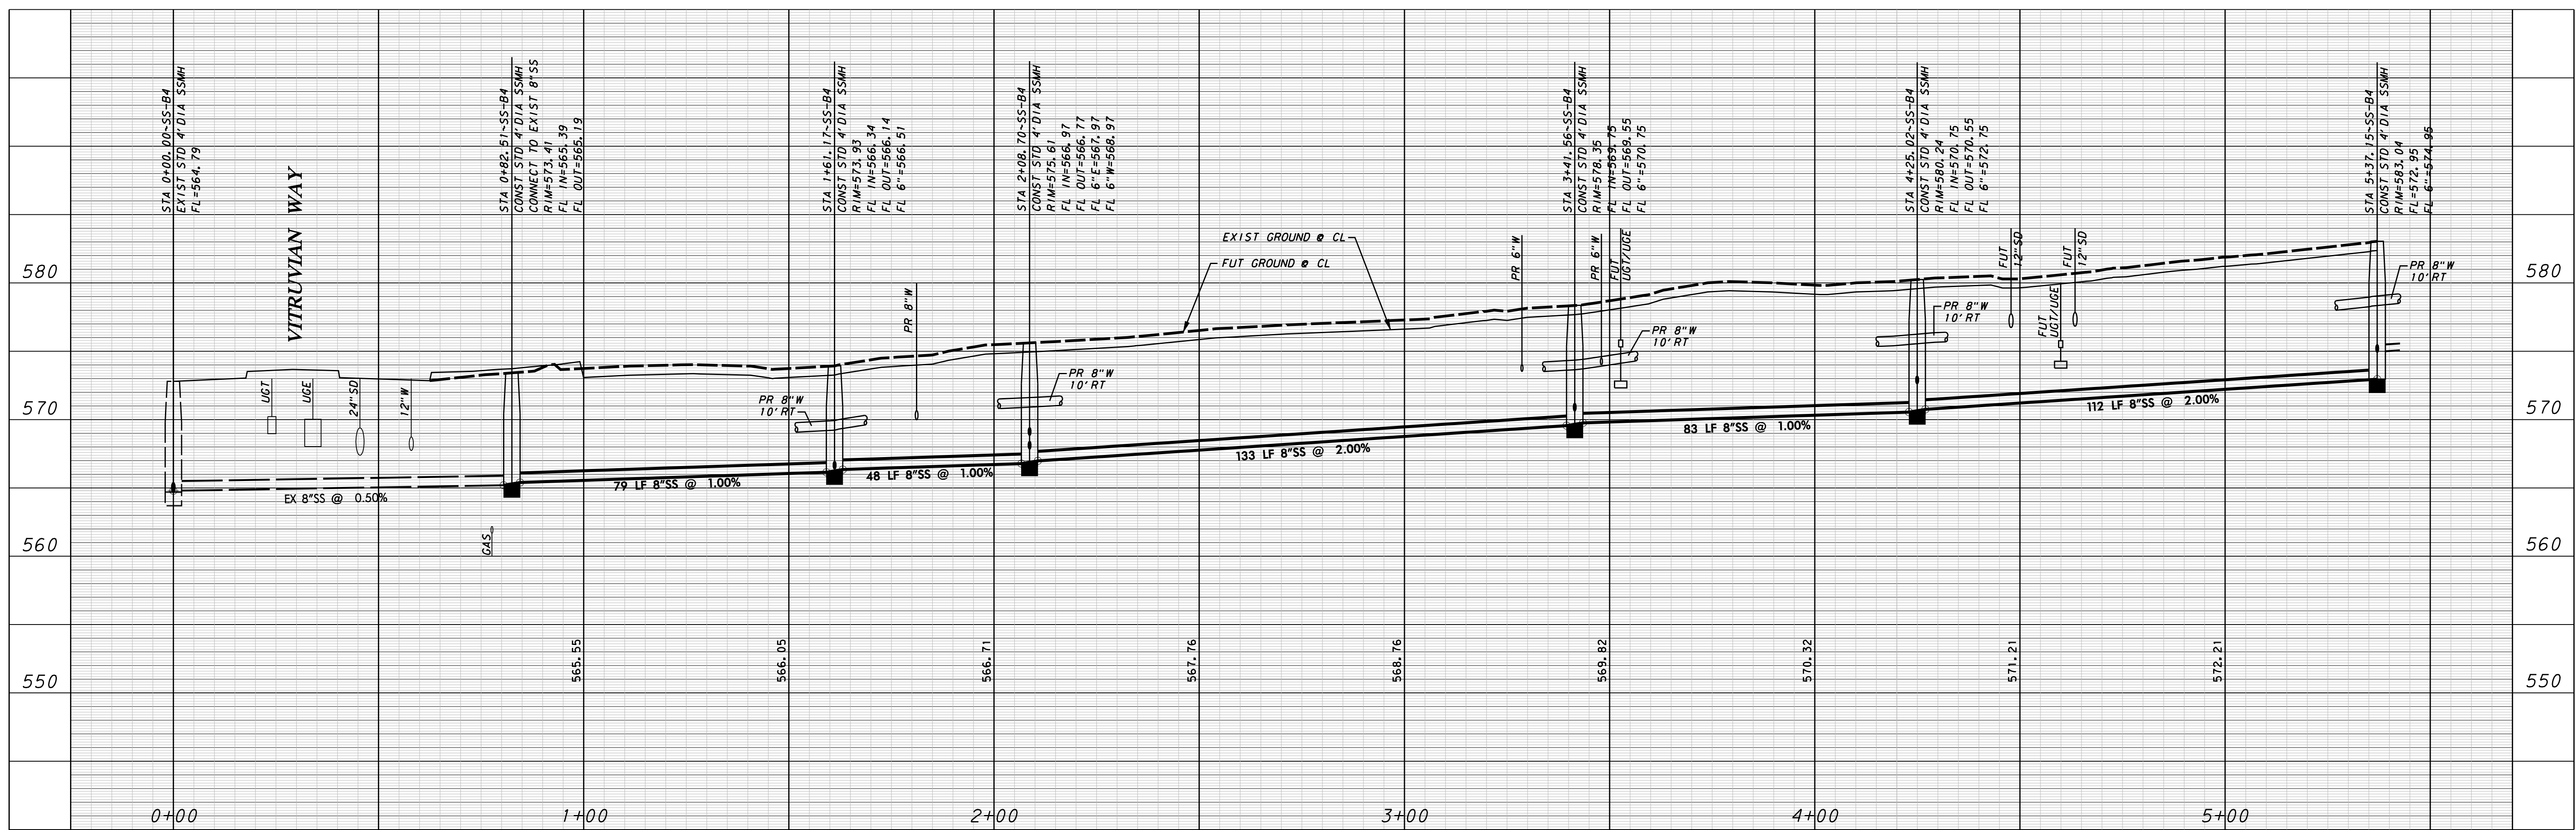 STA 0+00.00~SS-B4
EXIST STD 4'DIA SSMH
FL=564.79
VITRUVIAN WAY
STA 0+82.51~SS-B4
CONST STD 4'DIA SSMH
CONNECT TO EXIST 8"SS
RIM=573.41
FL IN=565.39
FL OUT=565.19
STA 1+61.17~SS-B4
CONST STD 4'DIA SSMH
RIM=573.93
FL IN=566.34
FL OUT=566.14
FL 6"=566.51
STA 2+08.70~SS-B4
CONST STD 4'DIA SSMH
RIM=575.61
FL IN=566.97
FL OUT=566.77
FL 6"E=567.97
FL 6"W=568.97
STA 3+41.56~SS-B4
CONST STD 4'DIA SSMH
RIM=578.35
FL IN=569.75
FL OUT=569.55
FL 6"=570.75
STA 4+25.02~SS-B4
CONST STD 4'DIA SSMH
RIM=580.24
FL IN=570.75
FL OUT=570.55
FL 6"=572.75
STA 5+37.15~SS-B4
CONST STD 4'DIA SSMH
RIM=583.04
FL=572.95
FL 6"=574.95
EXIST GROUND @ CL
FUT GROUND @ CL
580
580
PR 8"W
PR 6"W
PR 6"W
FUT
UGT/UGE
FUT
12"SD
FUT
12"SD
FUT
UGT/UGE
PR 8"W
10'RT
PR 8"W
10'RT
PR 8"W
10'RT
PR 8"W
10'RT
PR 8"W
10'RT
UGT
UGE
24"SD
12"W
570
570
EX 8"SS @ 0.50%
79 LF 8"SS @ 1.00%
48 LF 8"SS @ 1.00%
133 LF 8"SS @ 2.00%
83 LF 8"SS @ 1.00%
112 LF 8"SS @ 2.00%
GAS
560
560
565.55
566.05
566.71
567.76
568.76
569.82
570.32
571.21
572.21
550
550
0+00
1+00
2+00
3+00
4+00
5+00